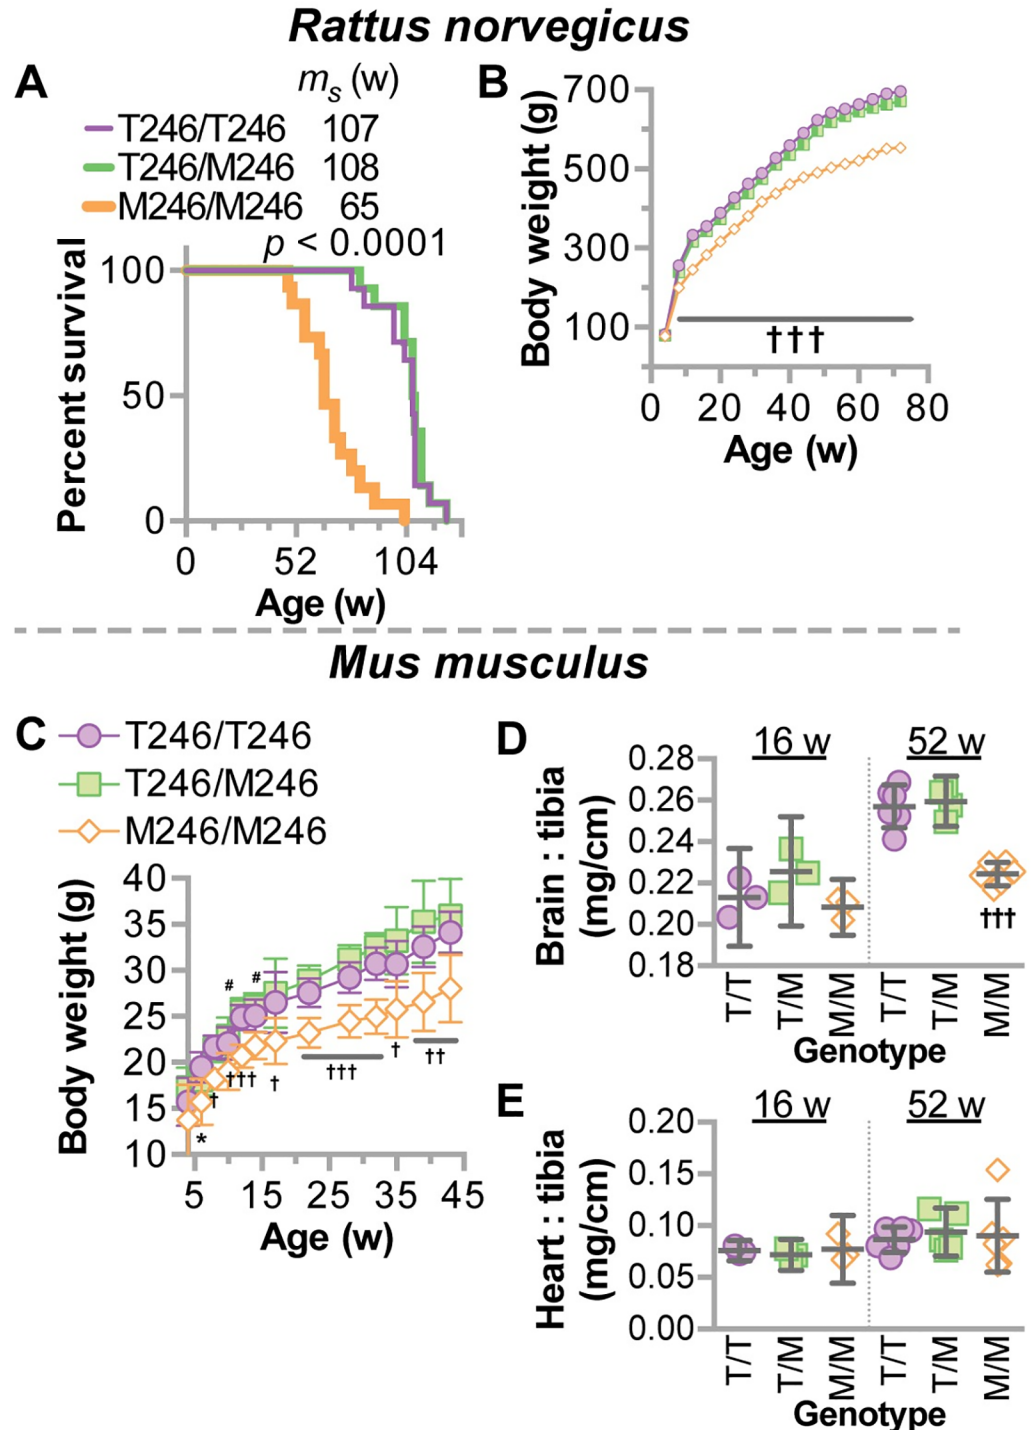 Rattus norvegicus
A
ms (w)
T246/T246 107
T246/M246 108
M246/M246 65
p < 0.0001
Percent survival
100
50
0
0 52 104
Age (w)
B
Body weight (g)
700
500
300
100
†††
0 20 40 60 80
Age (w)
Mus musculus
C
T246/T246
T246/M246
M246/M246
Body weight (g)
40
35
30
25
20
15
10
# #
* † ††† † ††† † ††
5 15 25 35 45
Age (w)
D
16 w 52 w
Brain : tibia
(mg/cm)
0.28
0.26
0.24
0.22
0.20
0.18
†††
T/T T/M M/M T/T T/M M/M
Genotype
E
16 w 52 w
Heart : tibia
(mg/cm)
0.20
0.15
0.10
0.05
0.00
T/T T/M M/M T/T T/M M/M
Genotype